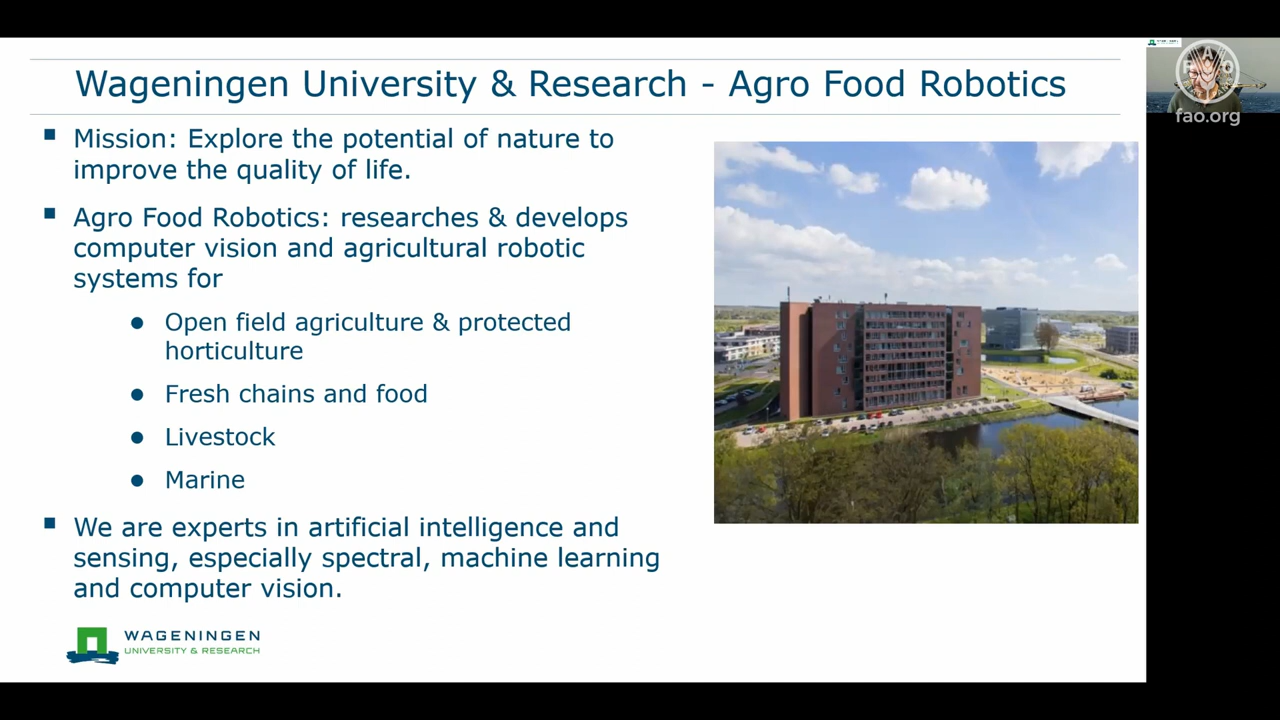 Wageningen University & Research - Agro Food Robotics
Mission: Explore the potential of nature to
improve the quality of life.
Agro Food Robotics: researches & develops
computer vision and agricultural robotic
systems for
Open field agriculture & protected
horticulture
Fresh chains and food
Livestock
Marine
We are experts in artificial intelligence and
sensing, especially spectral, machine learning
and computer vision.
WAGENINGEN
UNIVERSITY & RESEARCH
fao.org